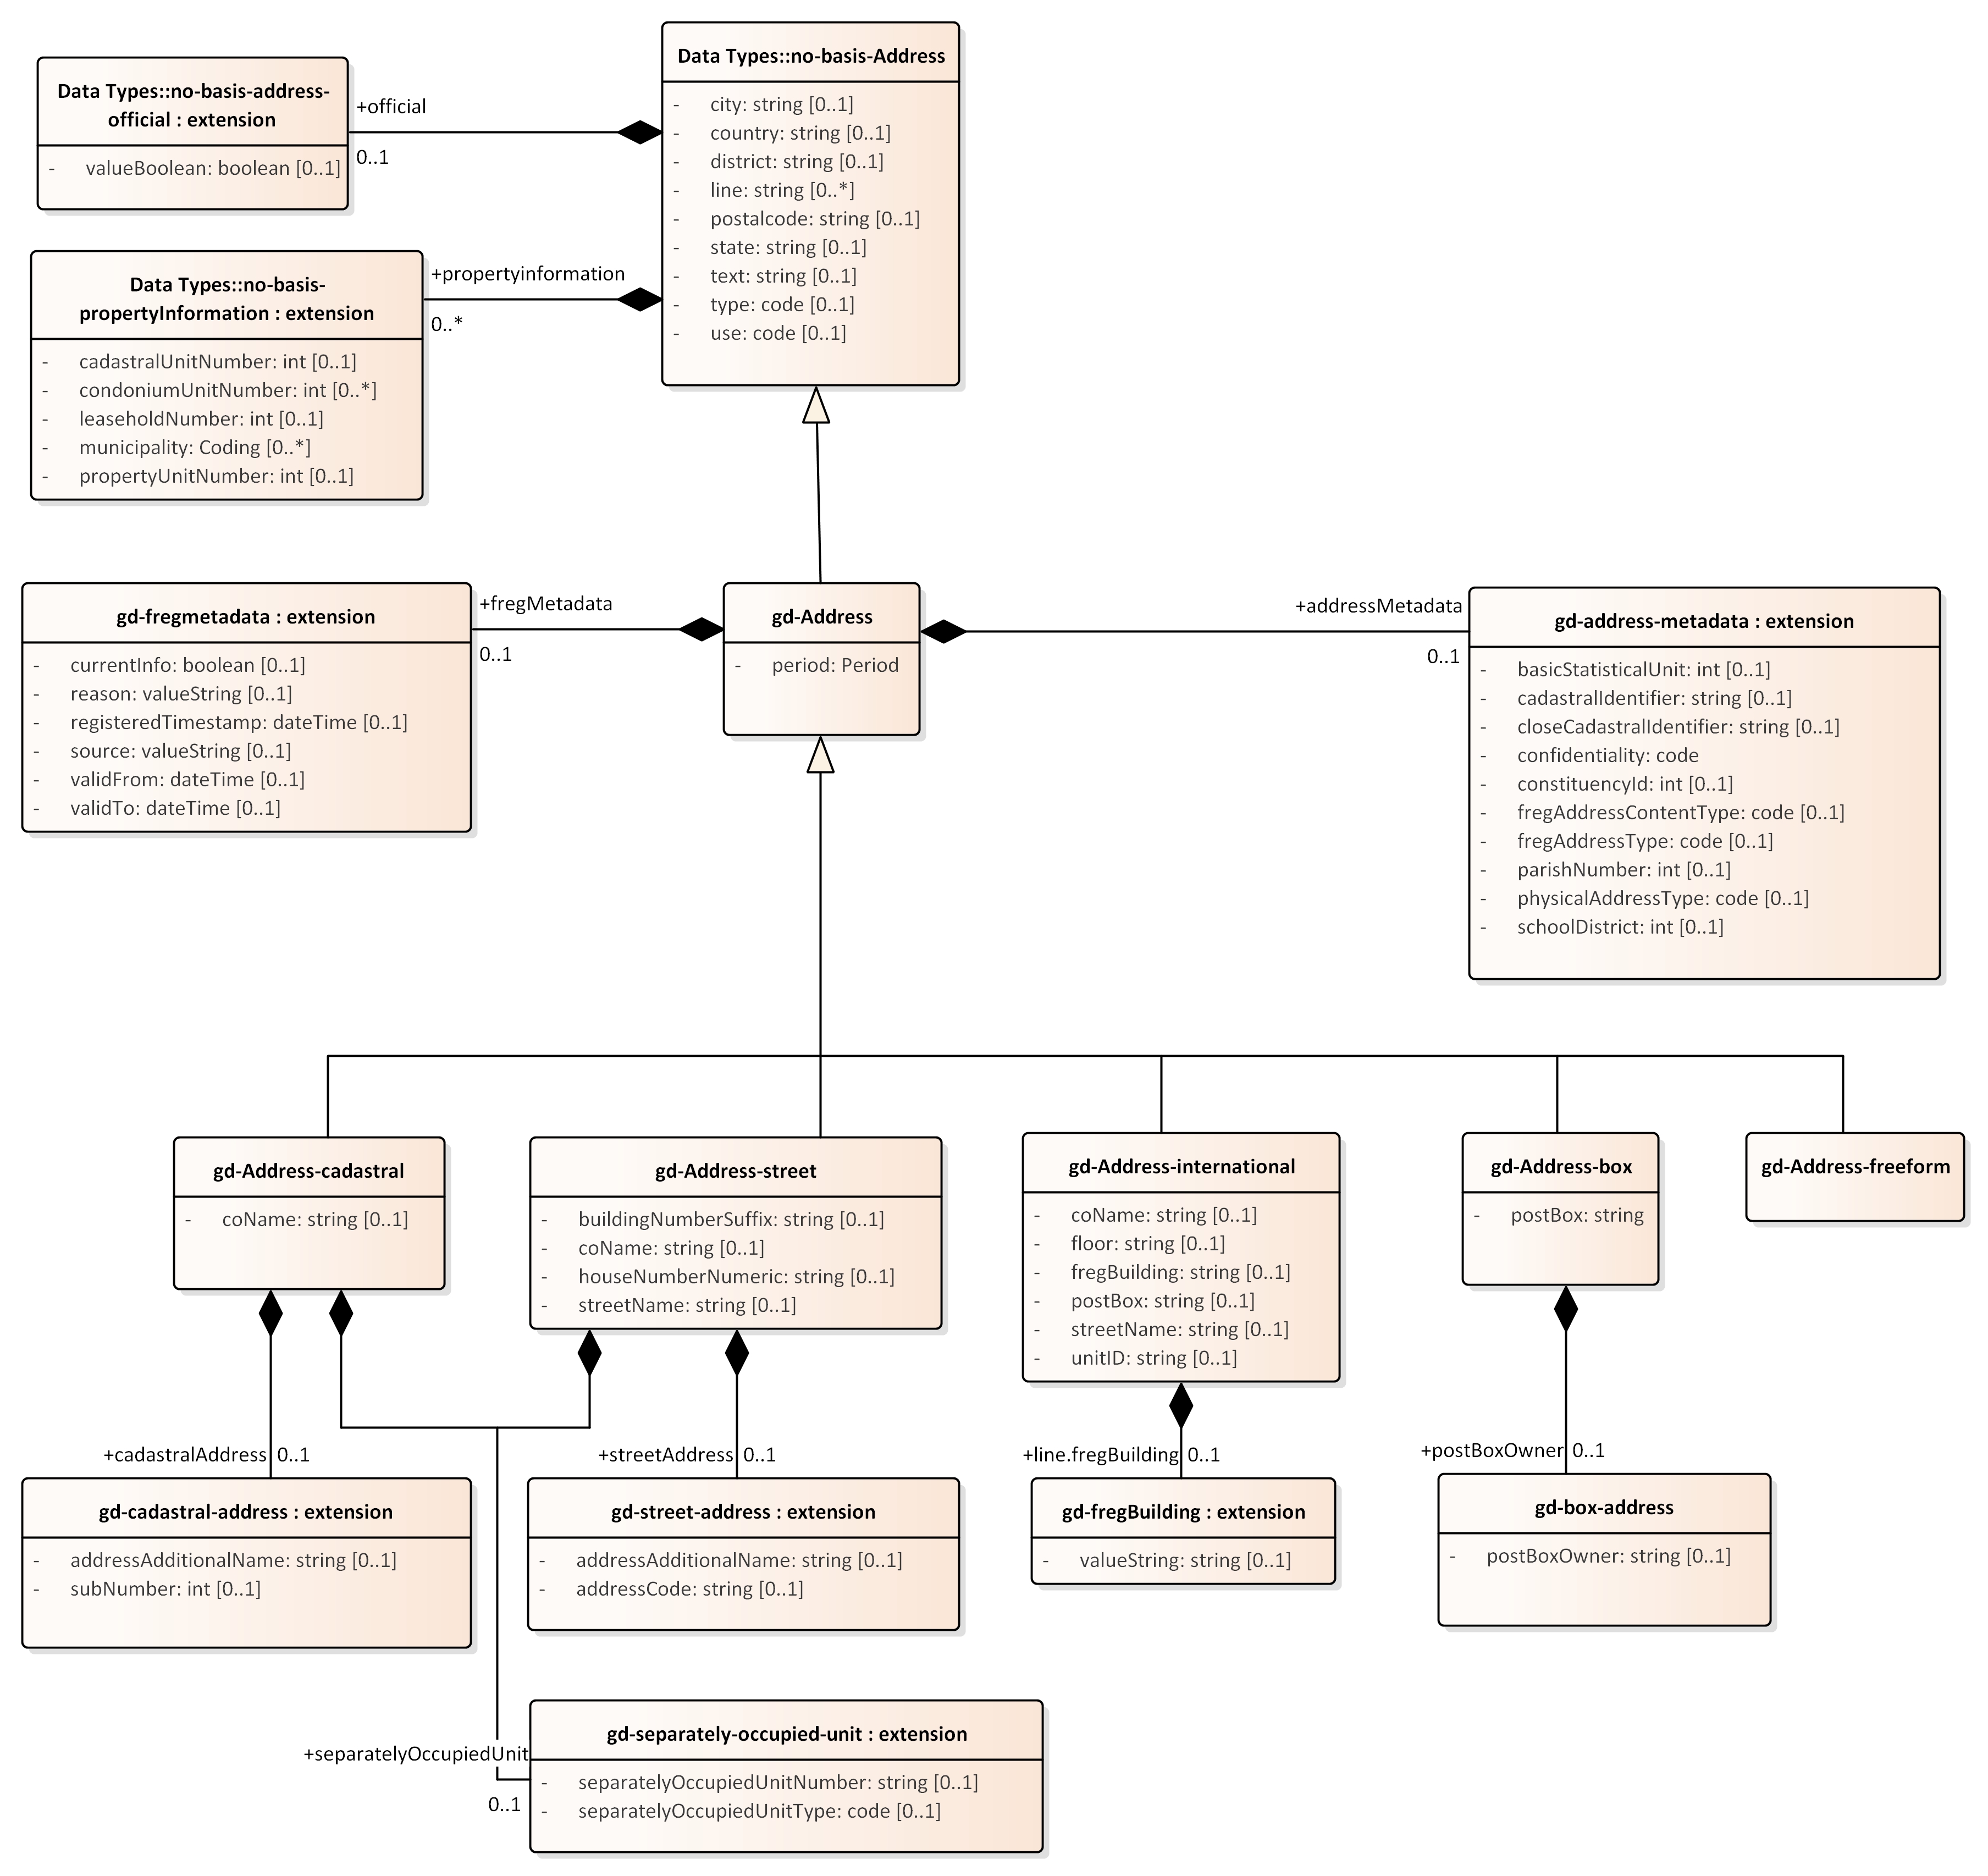 Data Types::no-basis-Address
- city: string [0..1]
- country: string [0..1]
- district: string [0..1]
- line: string [0..*]
- postalcode: string [0..1]
- state: string [0..1]
- text: string [0..1]
- type: code [0..1]
- use: code [0..1]
Data Types::no-basis-address-
official : extension
- valueBoolean: boolean [0..1]
+official
0..1
Data Types::no-basis-
propertyInformation : extension
- cadastralUnitNumber: int [0..1]
- condoniumUnitNumber: int [0..*]
- leaseholdNumber: int [0..1]
- municipality: Coding [0..*]
- propertyUnitNumber: int [0..1]
+propertyinformation
0..*
gd-fregmetadata : extension
- currentInfo: boolean [0..1]
- reason: valueString [0..1]
- registeredTimestamp: dateTime [0..1]
- source: valueString [0..1]
- validFrom: dateTime [0..1]
- validTo: dateTime [0..1]
+fregMetadata
0..1
gd-Address
- period: Period
+addressMetadata
0..1
gd-address-metadata : extension
- basicStatisticalUnit: int [0..1]
- cadastralIdentifier: string [0..1]
- closeCadastralIdentifier: string [0..1]
- confidentiality: code
- constituencyId: int [0..1]
- fregAddressContentType: code [0..1]
- fregAddressType: code [0..1]
- parishNumber: int [0..1]
- physicalAddressType: code [0..1]
- schoolDistrict: int [0..1]
gd-Address-cadastral
- coName: string [0..1]
gd-Address-street
- buildingNumberSuffix: string [0..1]
- coName: string [0..1]
- houseNumberNumeric: string [0..1]
- streetName: string [0..1]
gd-Address-international
- coName: string [0..1]
- floor: string [0..1]
- fregBuilding: string [0..1]
- postBox: string [0..1]
- streetName: string [0..1]
- unitID: string [0..1]
gd-Address-box
- postBox: string
gd-Address-freeform
+cadastralAddress 0..1
+streetAddress 0..1
+line.fregBuilding 0..1
+postBoxOwner 0..1
gd-cadastral-address : extension
- addressAdditionalName: string [0..1]
- subNumber: int [0..1]
gd-street-address : extension
- addressAdditionalName: string [0..1]
- addressCode: string [0..1]
gd-fregBuilding : extension
- valueString: string [0..1]
gd-box-address
- postBoxOwner: string [0..1]
+separatelyOccupiedUnit
0..1
gd-separately-occupied-unit : extension
- separatelyOccupiedUnitNumber: string [0..1]
- separatelyOccupiedUnitType: code [0..1]